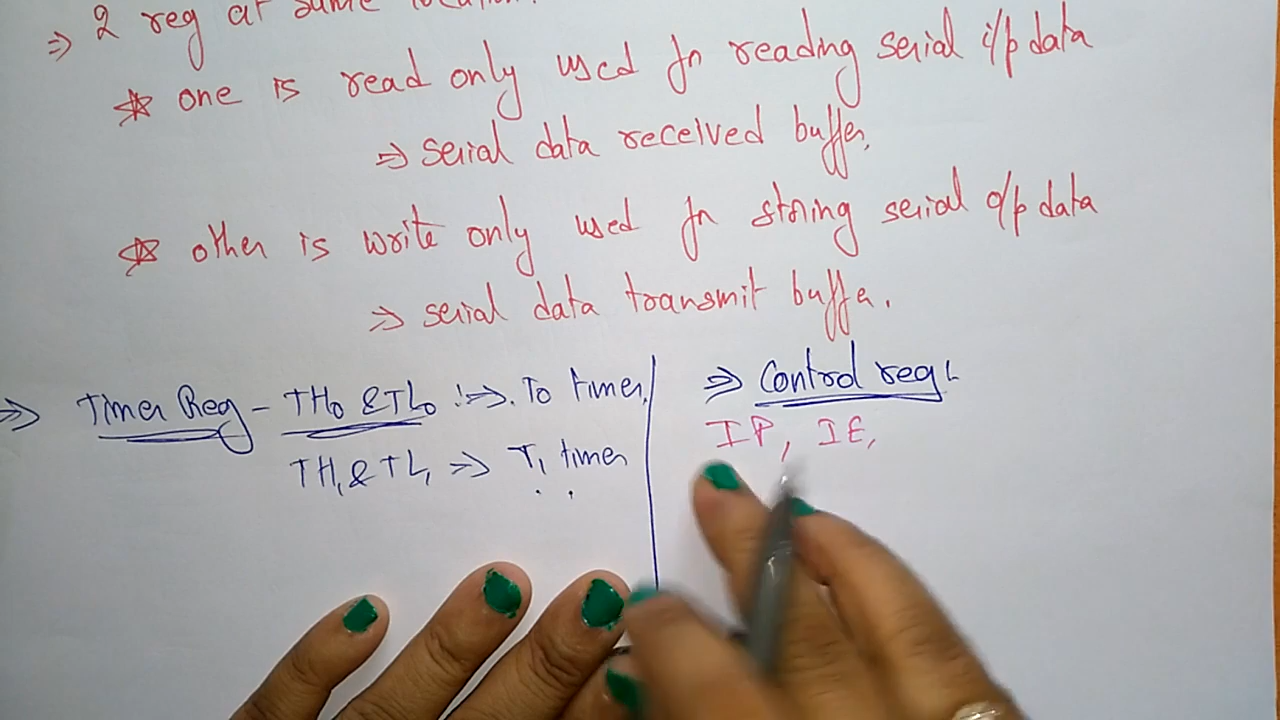 ⇒ 2 reg at same location.
* one is read only used for reading serial i/p data
⇒ serial data received buffer.
* other is write only used for storing serial o/p data
⇒ serial data transmit buffer.
⇒ Timer Reg - TH0 & TL0 :⇒. To timer,
TH1 & TL1 ⇒ T1 timer
⇒ Control reg:
IP, IE,